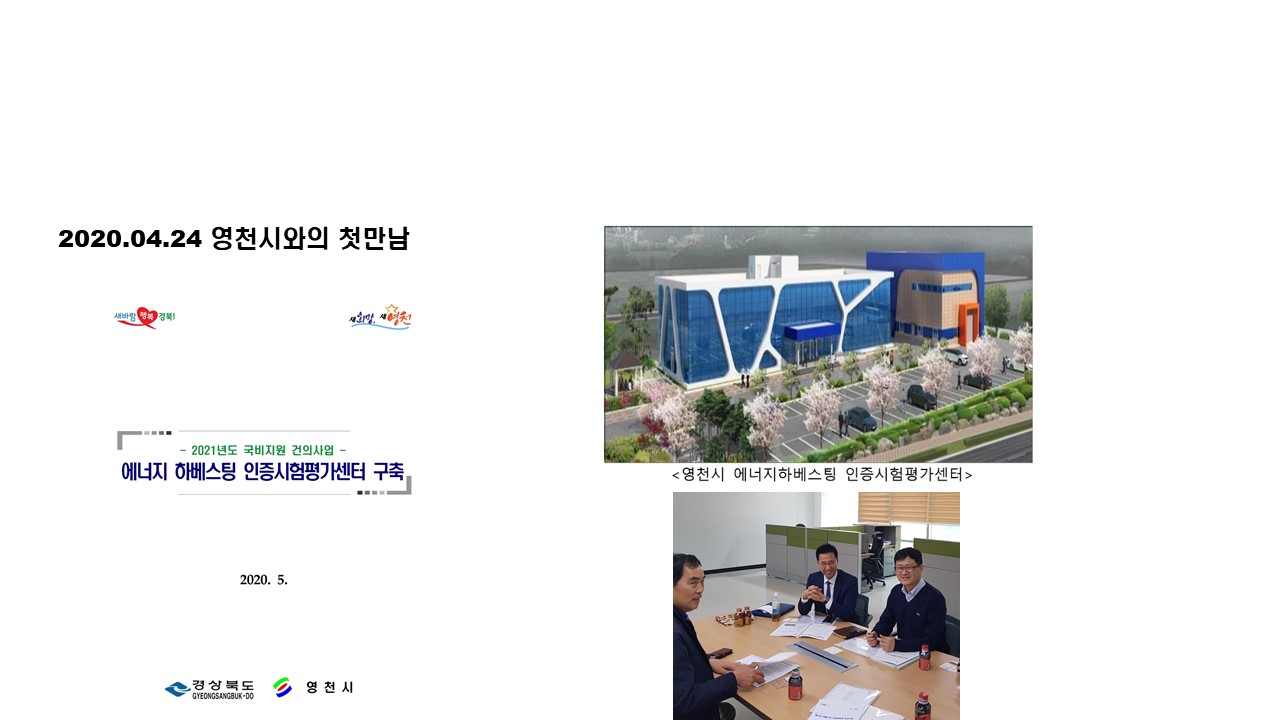 2020.04.24 영천시와의 첫만남
새바람 행복 경북!
새희망, 새영천
- 2021년도 국비지원 건의사업 -
에너지 하베스팅 인증시험평가센터 구축
2020. 5.
경상북도
GYEONGSANGBUK-DO
영천시
<영천시 에너지하베스팅 인증시험평가센터>